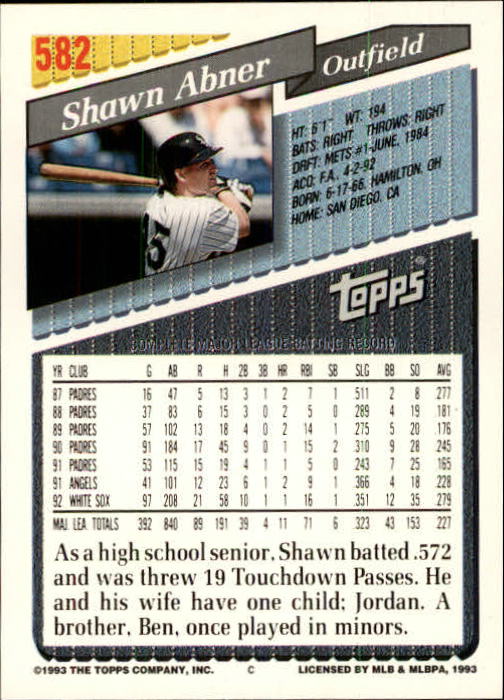 582
Shawn Abner
Outfield
HT: 6'1" WT: 194
BATS: RIGHT THROWS: RIGHT
DRFT: METS #1-JUNE, 1984
ACQ: F.A., 4-2-92
BORN: 6-17-66, HAMILTON, OH
HOME: SAN DIEGO, CA
Topps®
COMPLETE MAJOR LEAGUE BATTING RECORD
YR CLUB G AB R H 2B 3B HR RBI SB SLG BB SO AVG
87 PADRES 16 47 5 13 3 1 2 7 1 511 2 8 277
88 PADRES 37 83 6 15 3 0 2 5 0 289 4 19 181
89 PADRES 57 102 13 18 4 0 2 14 1 275 5 20 176
90 PADRES 91 184 17 45 9 0 1 15 2 310 9 28 245
91 PADRES 53 115 15 19 4 1 1 5 0 243 7 25 165
91 ANGELS 41 101 12 23 6 1 2 9 1 366 4 18 228
92 WHITE SOX 97 208 21 58 10 1 1 16 1 351 12 35 279
MAJ. LEA. TOTALS 392 840 89 191 39 4 11 71 6 323 43 153 227
As a high school senior, Shawn batted .572
and was threw 19 Touchdown Passes. He
and his wife have one child: Jordan. A
brother, Ben, once played in minors.
©1993 THE TOPPS COMPANY, INC. C LICENSED BY MLB & MLBPA, 1993